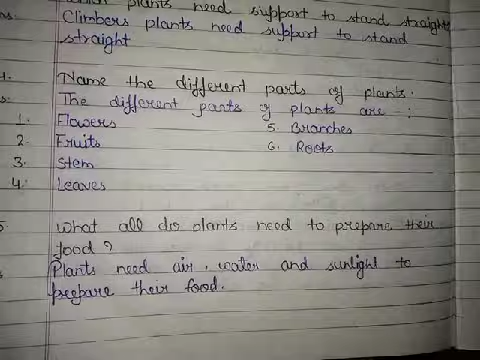 plants need support to stand straight
Climbers plants need support to stand
straight
4. Name the different parts of plants.
The different parts of plants are :
1. Flowers 5. Branches
2. Fruits 6. Roots
3. Stem
4. Leaves
5 What all do plants need to prepare their
food?
Plants need air, water and sunlight to
prepare their food.